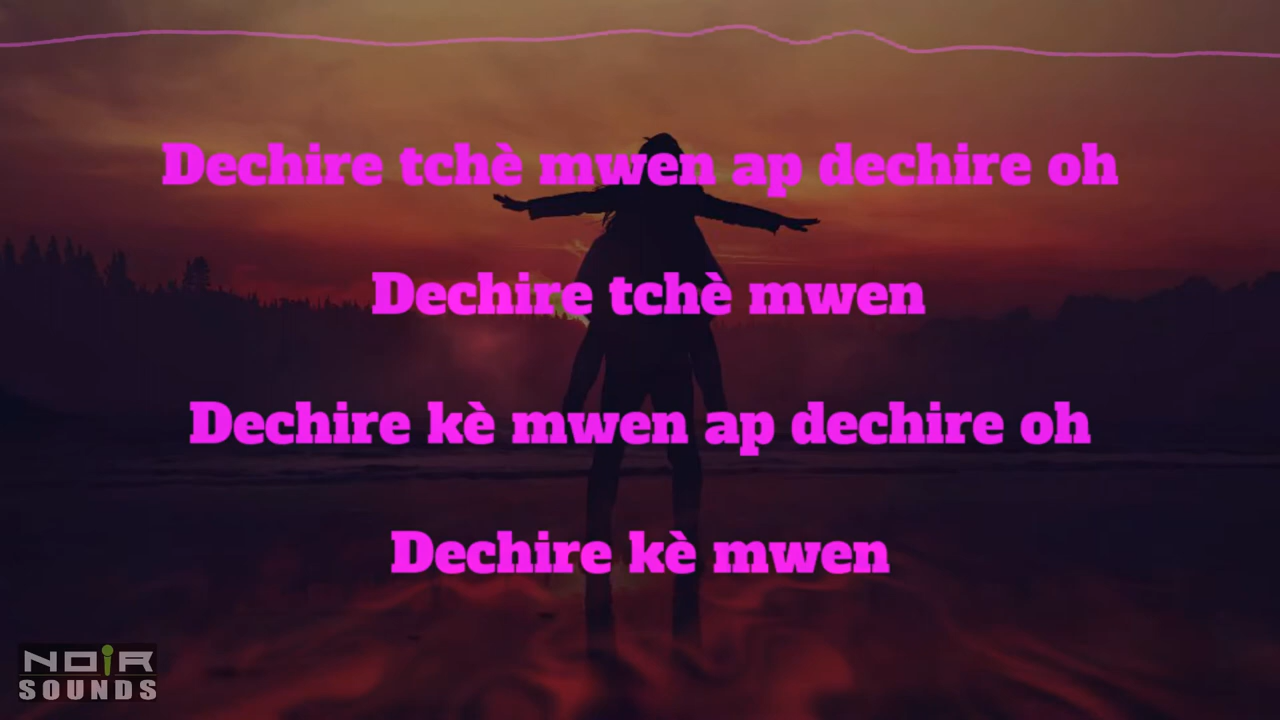 Dechire tchè mwen ap dechire oh
Dechire tchè mwen
Dechire kè mwen ap dechire oh
Dechire kè mwen
NOIR
SOUNDS